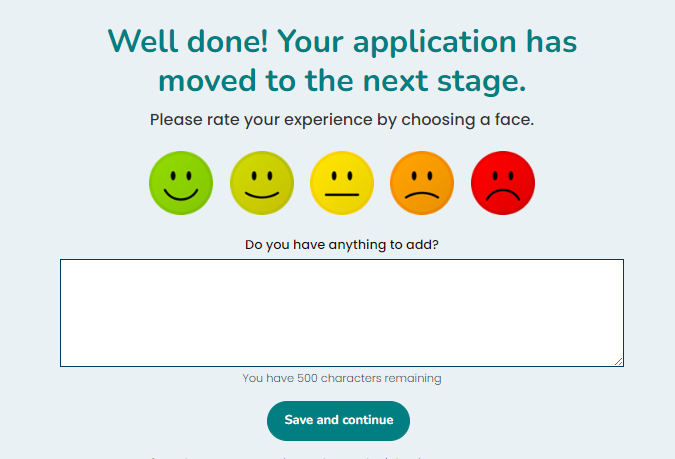 Well done! Your application has
moved to the next stage.
Please rate your experience by choosing a face.
Do you have anything to add?
You have 500 characters remaining
Save and continue